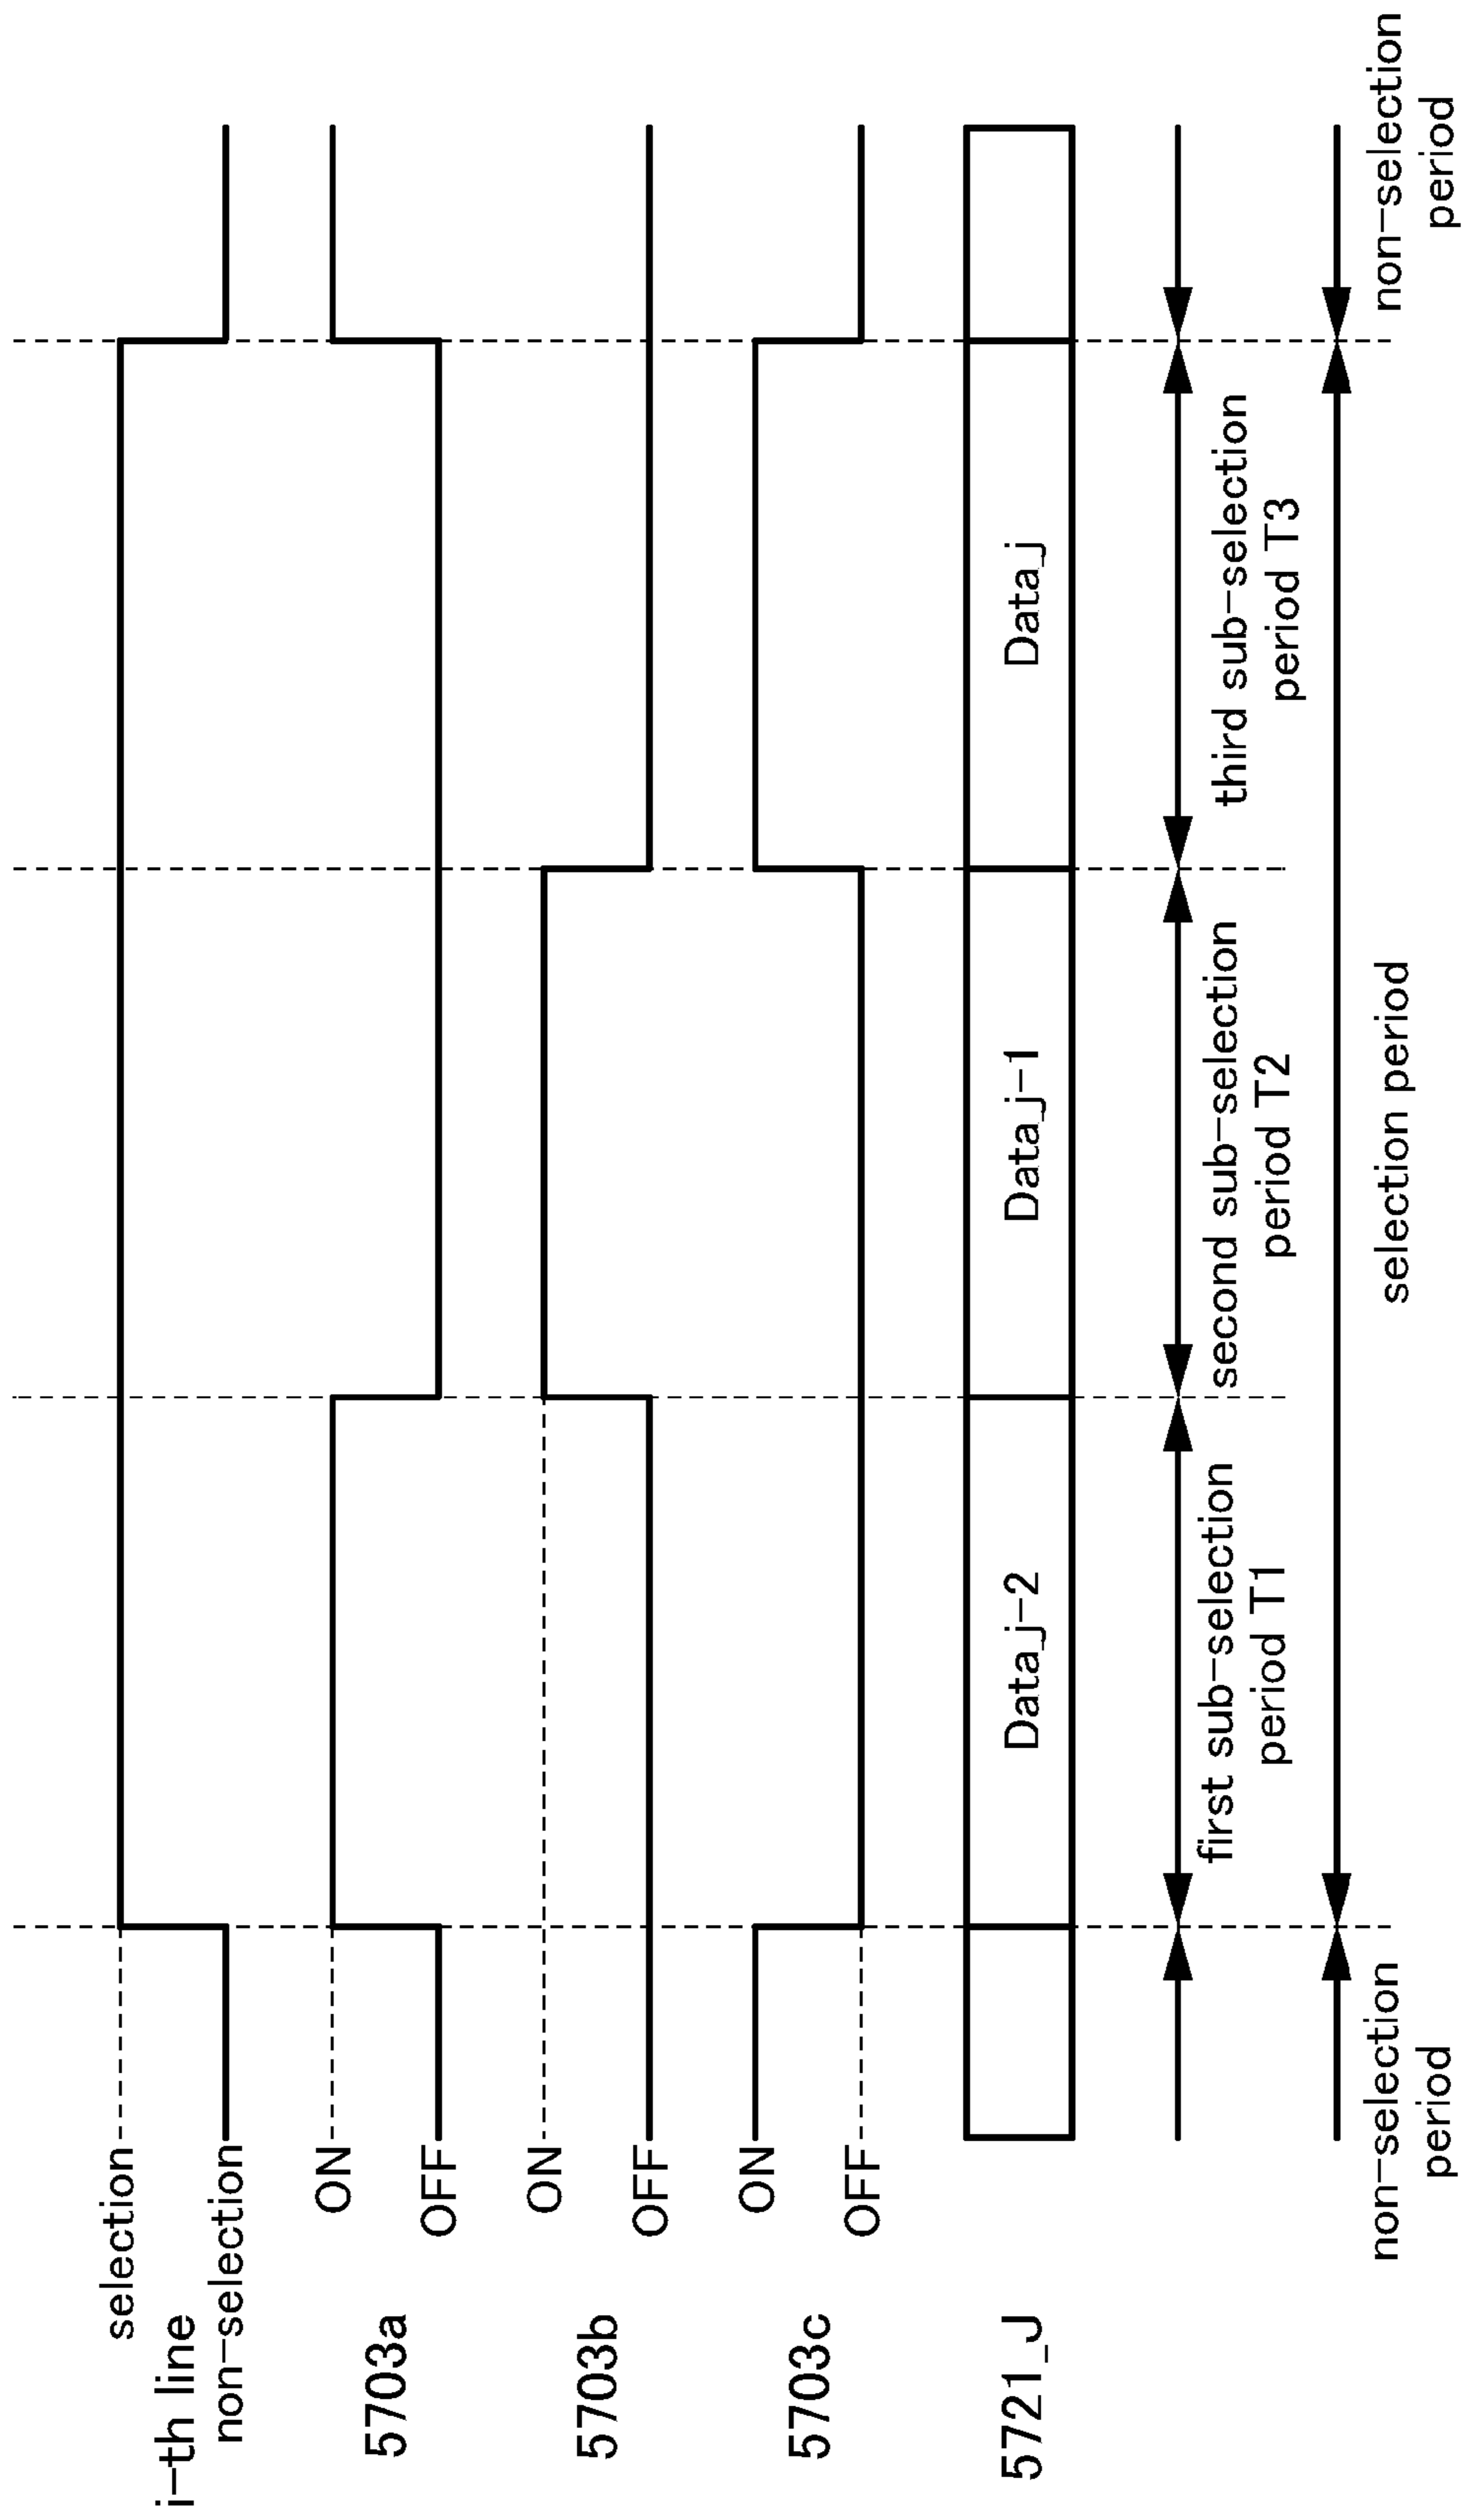 selection
i-th line
non-selection
ON
5703a
OFF
ON
5703b
OFF
ON
5703c
OFF
5721_J
Data_j-2
Data_j-1
Data_j
first sub-selection
period T1
second sub-selection
period T2
third sub-selection
period T3
non-selection
period
selection period
non-selection
period